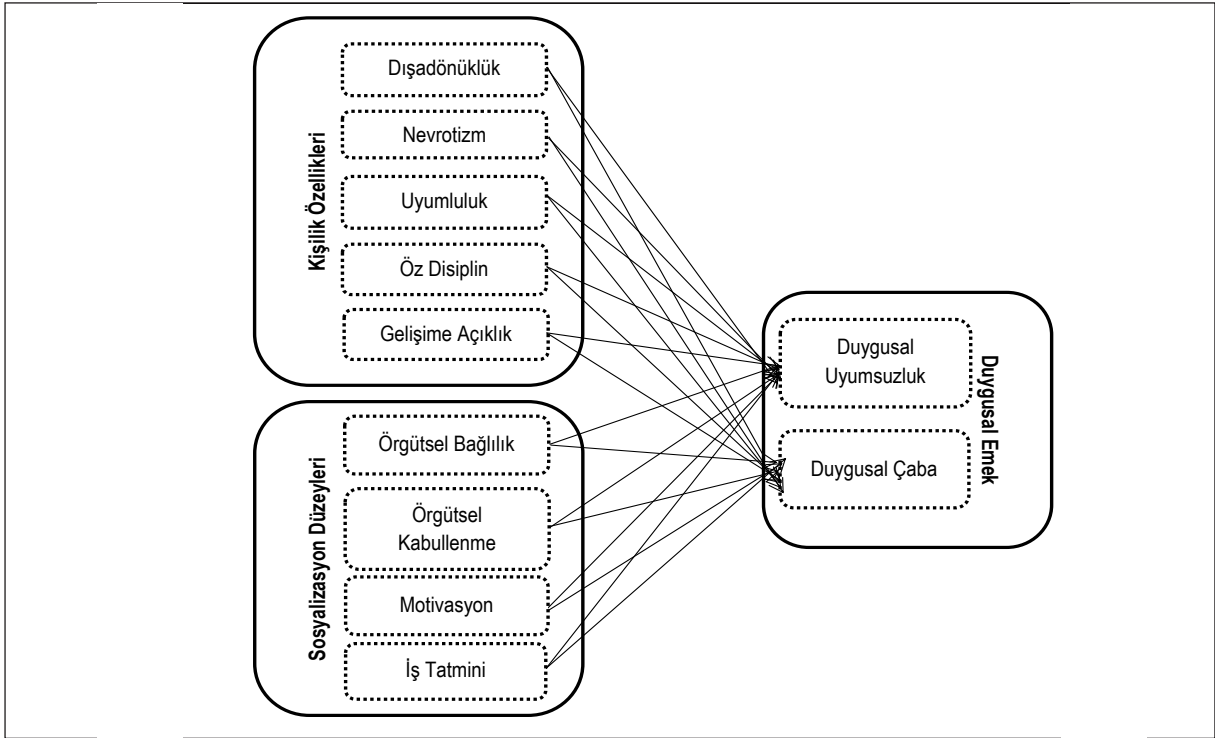 Kişilik Özellikleri
Dışadönüklük
Nevrotizm
Uyumluluk
Öz Disiplin
Gelişime Açıklık
Sosyalizasyon Düzeyleri
Örgütsel Bağlılık
Örgütsel
Kabullenme
Motivasyon
İş Tatmini
Duygusal
Uyumsuzluk
Duygusal Çaba
Duygusal Emek